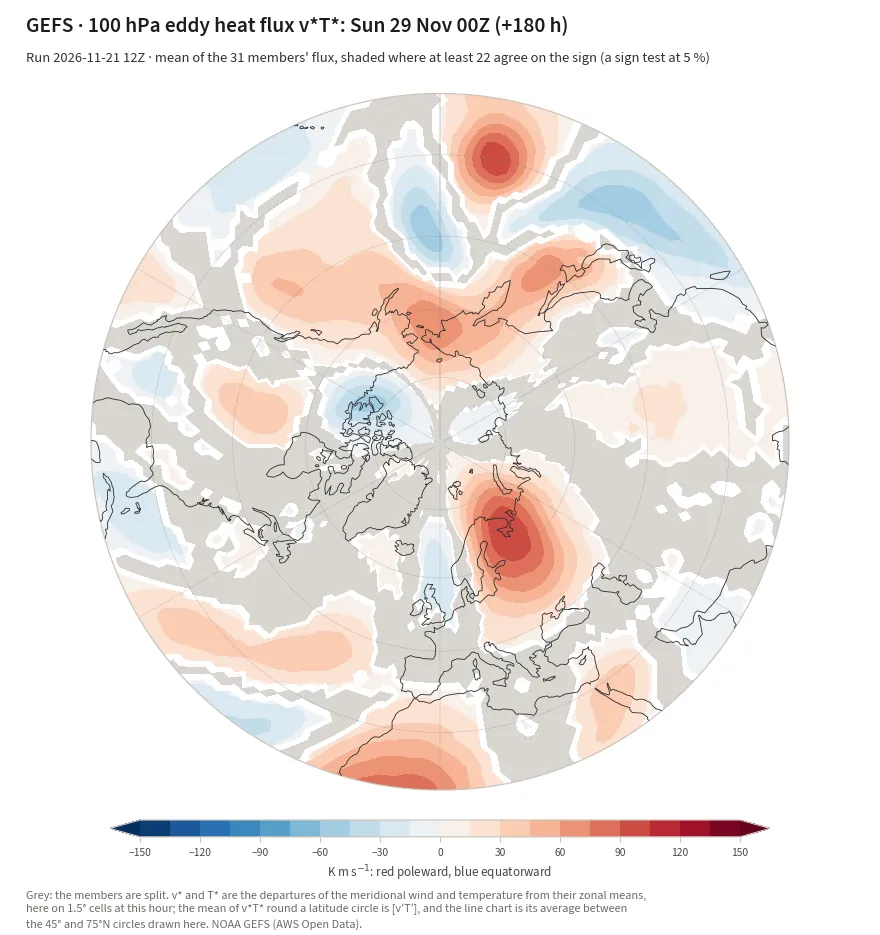 GEFS · 100 hPa eddy heat flux v*T*: Sun 29 Nov 00Z (+180 h)
Run 2026-11-21 12Z · mean of the 31 members' flux, shaded where at least 22 agree on the sign (a sign test at 5 %)
−150 −120 −90 −60 −30 0 30 60 90 120 150
K m s⁻¹: red poleward, blue equatorward
Grey: the members are split. v* and T* are the departures of the meridional wind and temperature from their zonal means,
here on 1.5° cells at this hour; the mean of v*T* round a latitude circle is [v'T'], and the line chart is its average between
the 45° and 75°N circles drawn here. NOAA GEFS (AWS Open Data).